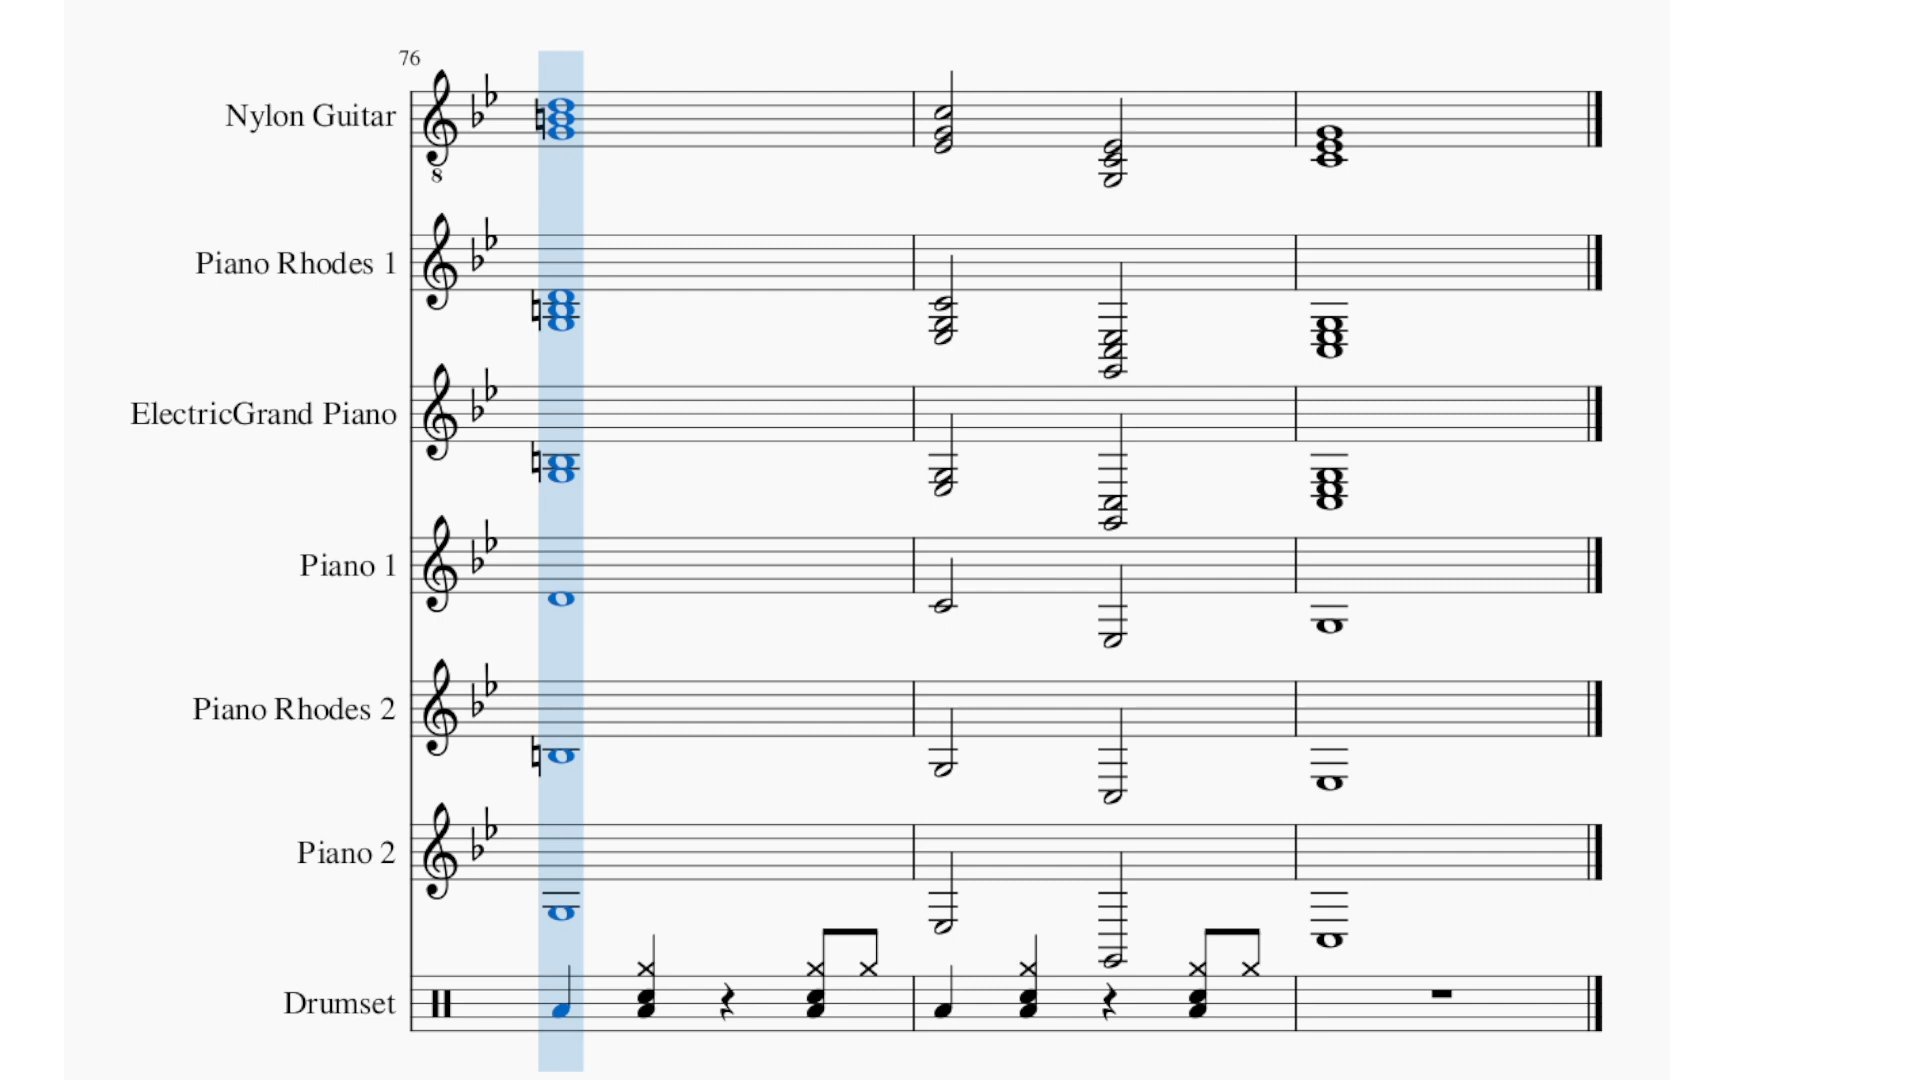 76
Nylon Guitar
8
Piano Rhodes 1
ElectricGrand Piano
Piano 1
Piano Rhodes 2
Piano 2
Drumset